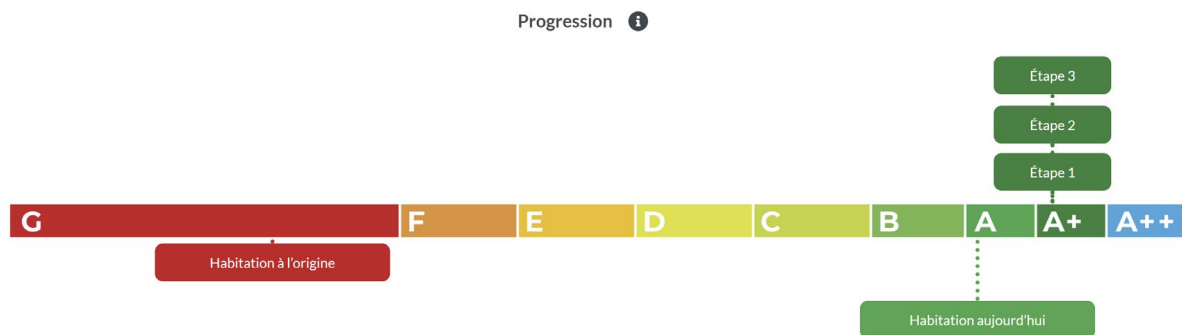 Progression i
Étape 3
Étape 2
Étape 1
G F E D C B A A+ A++
Habitation à l'origine
Habitation aujourd'hui